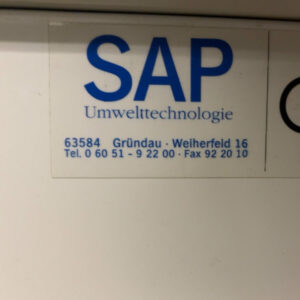 SAP
Umwelttechnologie
63584 Gründau · Weiherfeld 16
Tel. 0 60 51 - 9 22 00 · Fax 92 20 10